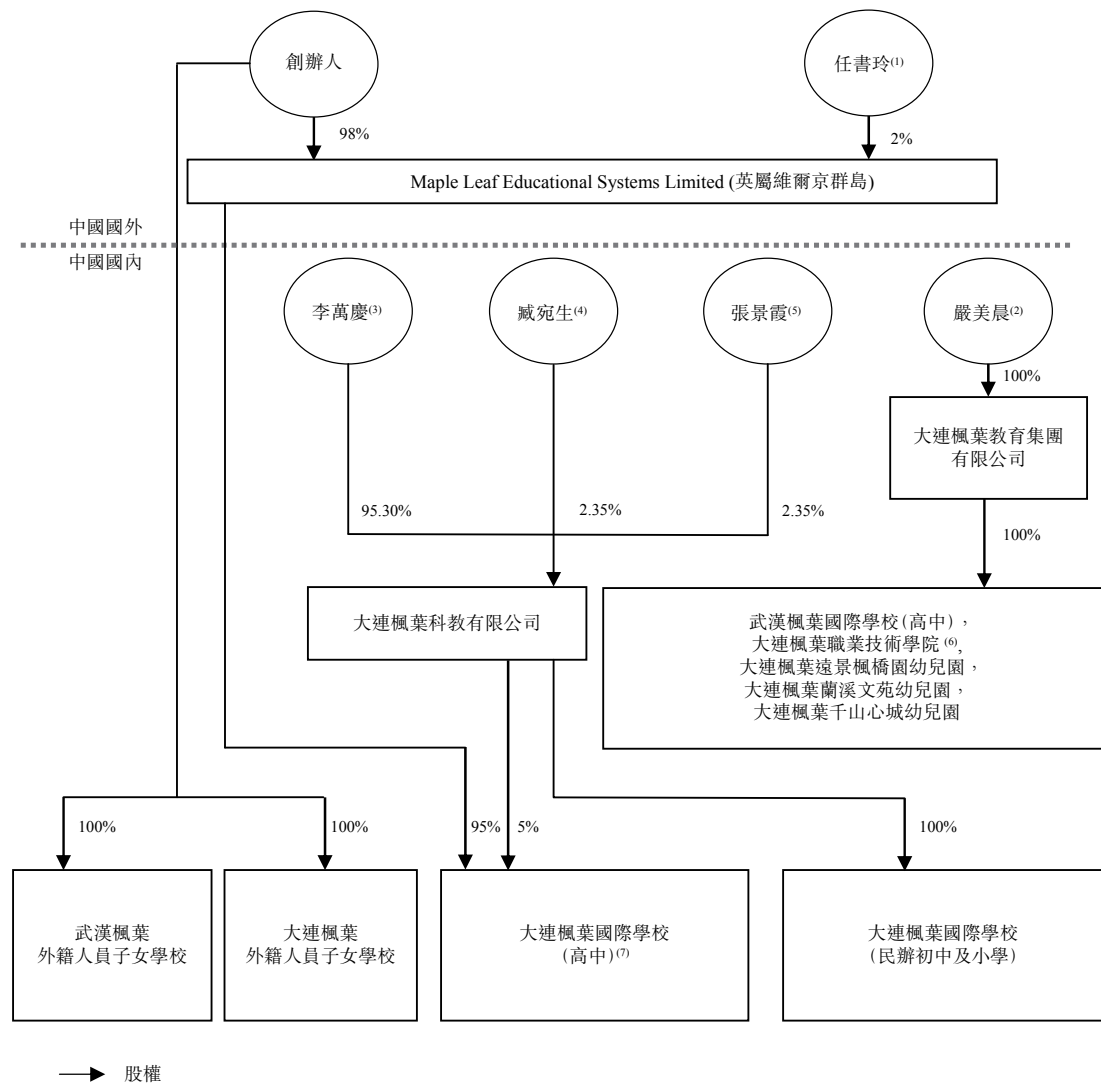 創辦人
任書玲(1)
98%
2%
Maple Leaf Educational Systems Limited (英屬維爾京群島)
中國國外
中國國內
李萬慶(3)
臧宛生(4)
張景霞(5)
嚴美晨(2)
100%
大連楓葉教育集團
有限公司
95.30%
2.35%
2.35%
100%
大連楓葉科教有限公司
武漢楓葉國際學校(高中)，
大連楓葉職業技術學院(6),
大連楓葉遠景楓橋園幼兒園，
大連楓葉蘭溪文苑幼兒園，
大連楓葉千山心城幼兒園
100%
100%
95%
5%
100%
武漢楓葉
外籍人員子女學校
大連楓葉
外籍人員子女學校
大連楓葉國際學校
(高中)(7)
大連楓葉國際學校
(民辦初中及小學)
股權